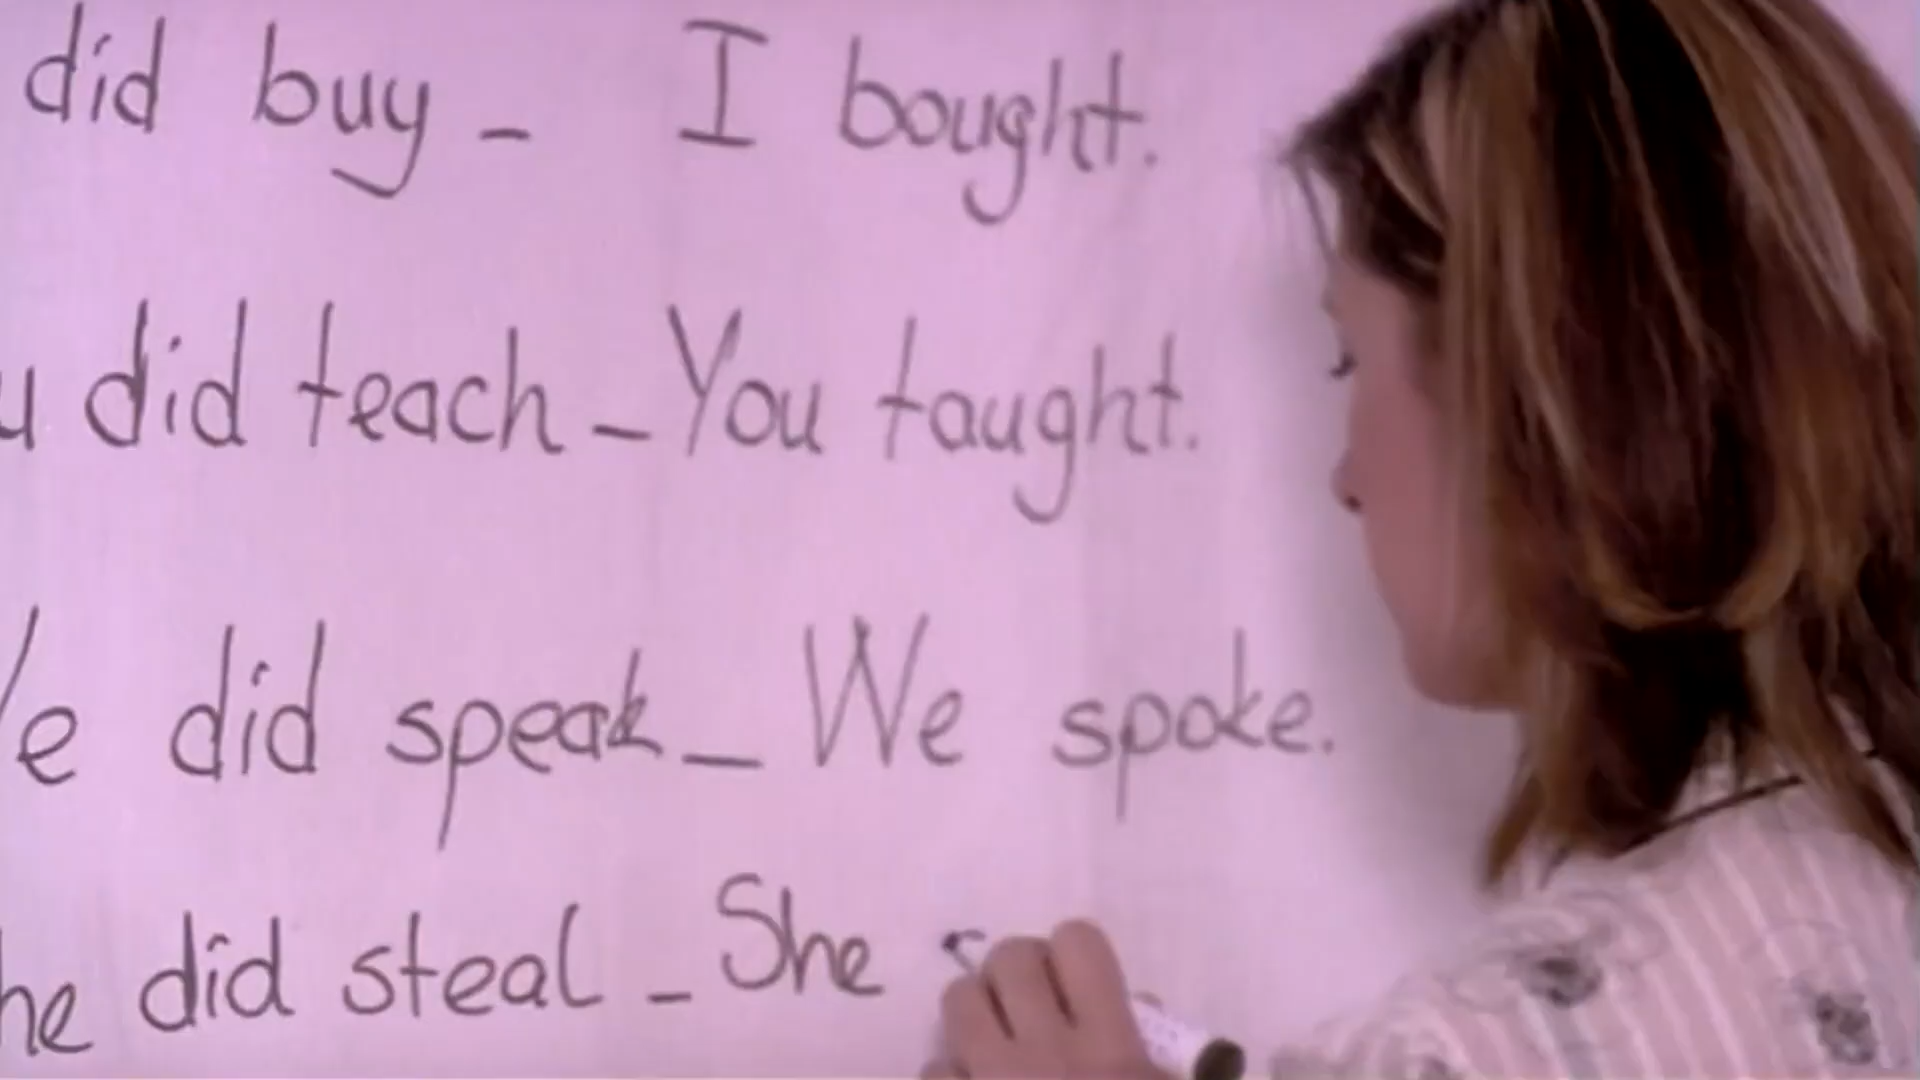 did buy - I bought.
u did teach - You taught.
e did speak - We spoke.
he did steal - She s